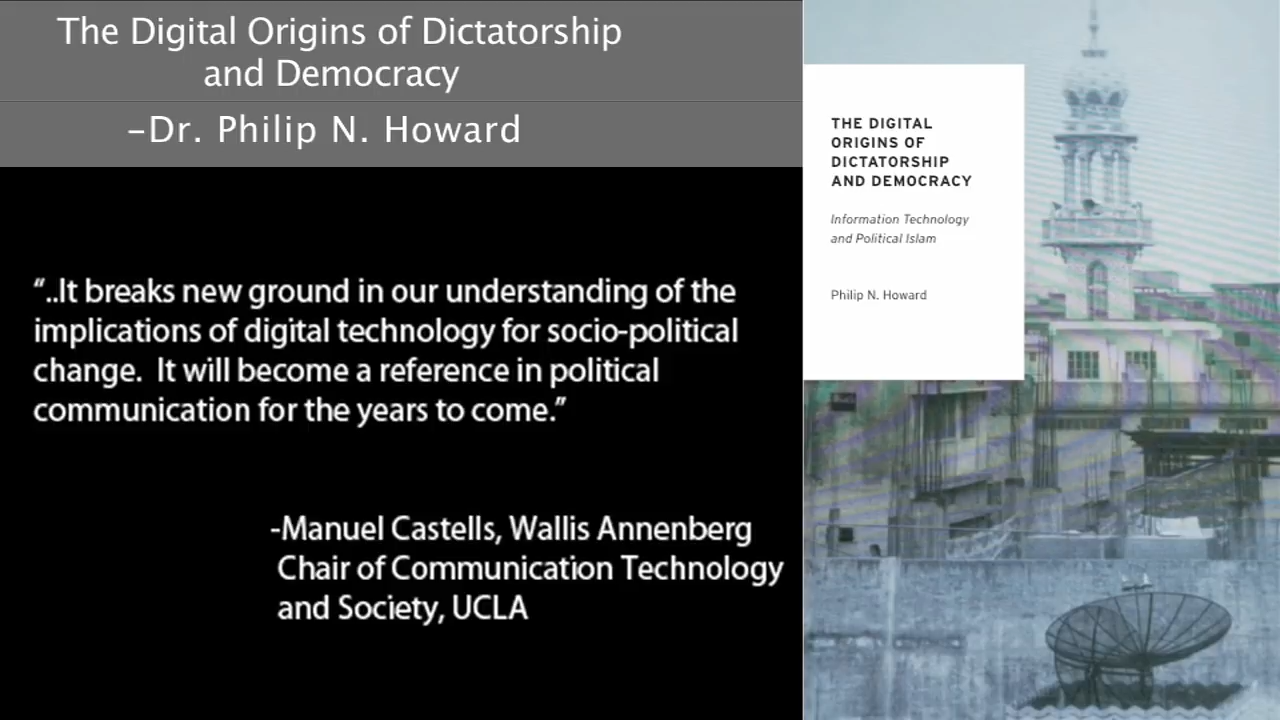 The Digital Origins of Dictatorship
and Democracy
–Dr. Philip N. Howard
“..It breaks new ground in our understanding of the
implications of digital technology for socio-political
change.  It will become a reference in political
communication for the years to come.”
-Manuel Castells, Wallis Annenberg
Chair of Communication Technology
and Society, UCLA
THE DIGITAL
ORIGINS OF
DICTATORSHIP
AND DEMOCRACY
Information Technology
and Political Islam
Philip N. Howard